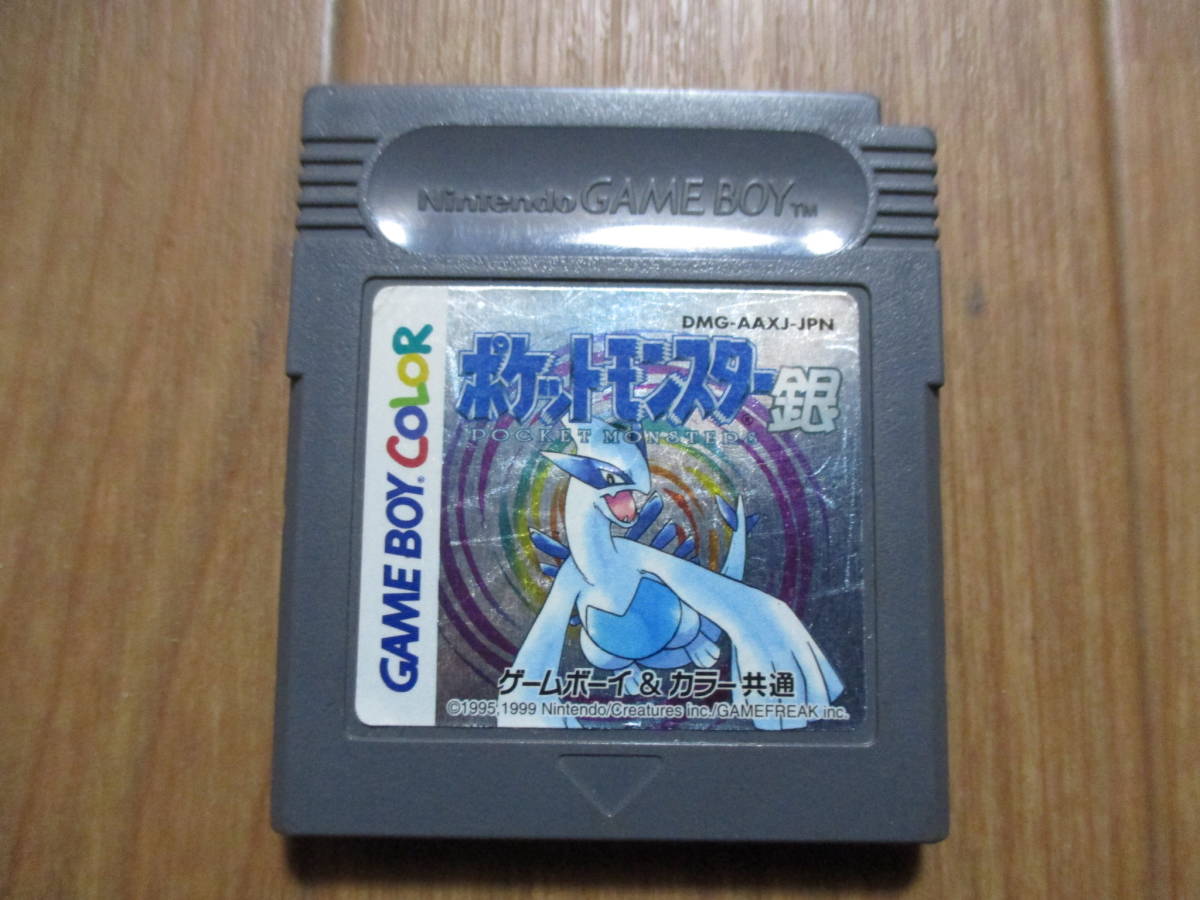 Nintendo GAME BOY™
GAME BOY COLOR
DMG-AAXJ-JPN
ポケットモンスター銀
POCKET MONSTERS
ゲームボーイ & カラー共通
©1995,1999 Nintendo/Creatures inc./GAMEFREAK inc.